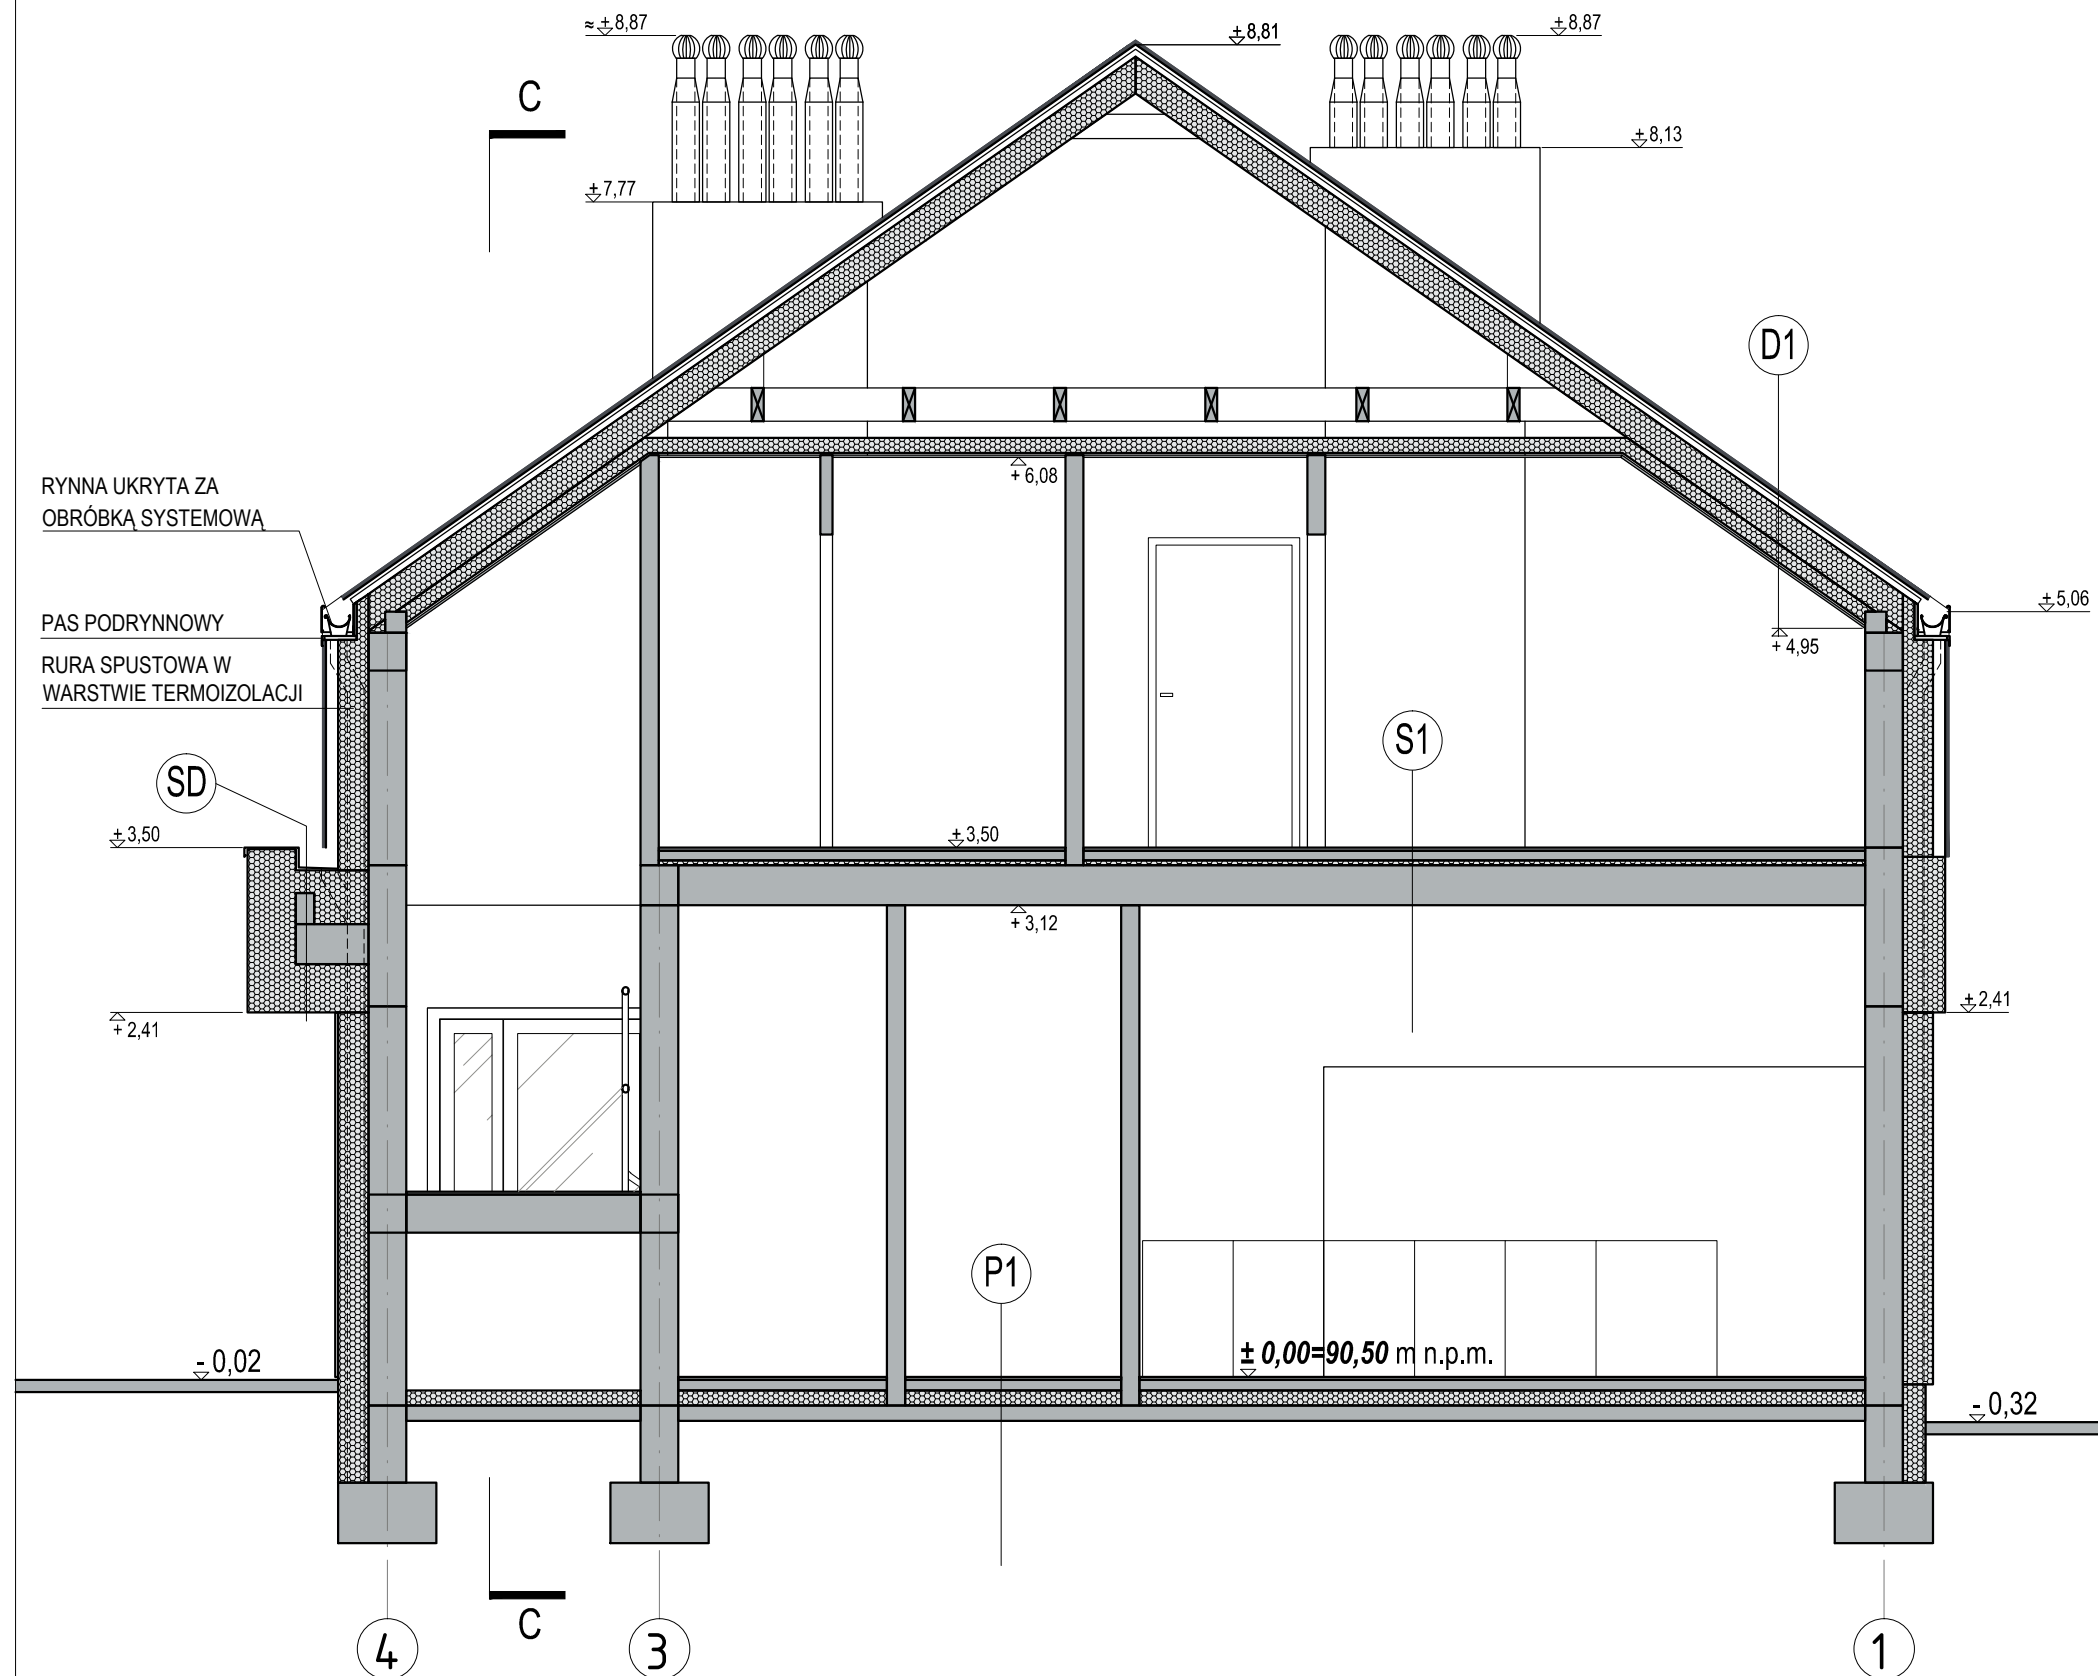 ≈ + 8,87
+ 8,81
+ 8,87
C
+ 8,13
+ 7,77
D1
RYNNA UKRYTA ZA
OBRÓBKĄ SYSTEMOWĄ
+ 6,08
+ 5,06
PAS PODRYNNOWY
+ 4,95
RURA SPUSTOWA W
WARSTWIE TERMOIZOLACJI
S1
SD
+ 3,50
+ 3,50
+ 3,12
+ 2,41
+ 2,41
P1
± 0,00=90,50 m n.p.m.
- 0,02
- 0,32
C
4
3
1